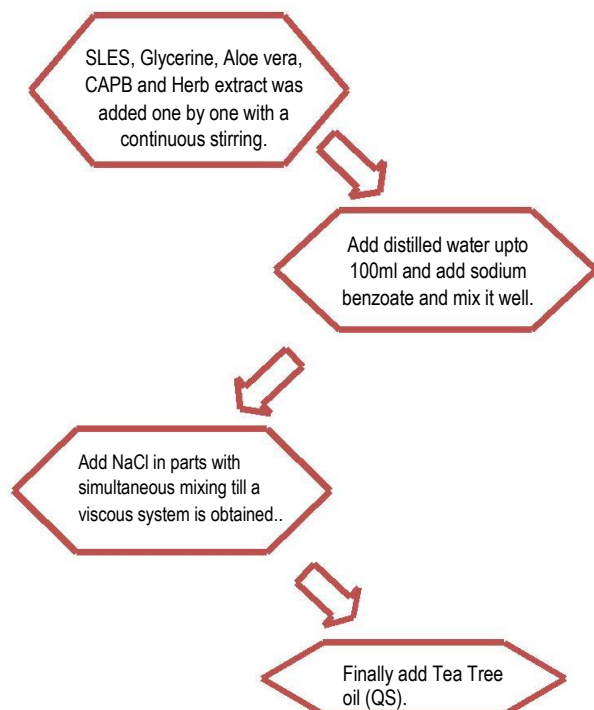 SLES, Glycerine, Aloe vera,
CAPB and Herb extract was
added one by one with a
continuous stirring.
Add distilled water upto
100ml and add sodium
benzoate and mix it well.
Add NaCl in parts with
simultaneous mixing till a
viscous system is obtained..
Finally add Tea Tree
oil (QS).